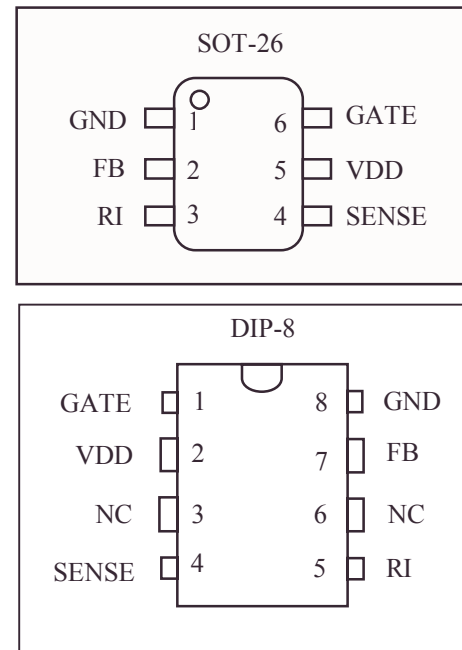 SOT-26
GND 1 6 GATE
FB 2 5 VDD
RI 3 4 SENSE
DIP-8
GATE 1 8 GND
VDD 2 7 FB
NC 3 6 NC
SENSE 4 5 RI